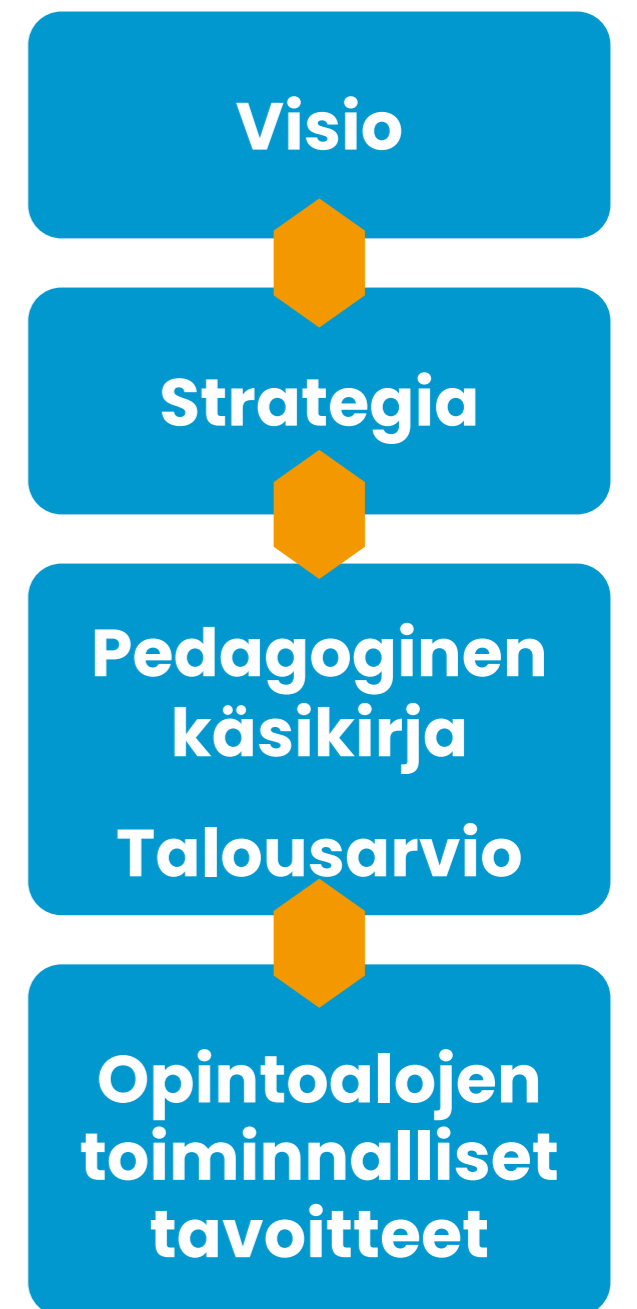 Visio
Strategia
Pedagoginen
käsikirja
Talousarvio
Opintoalojen
toiminnalliset
tavoitteet